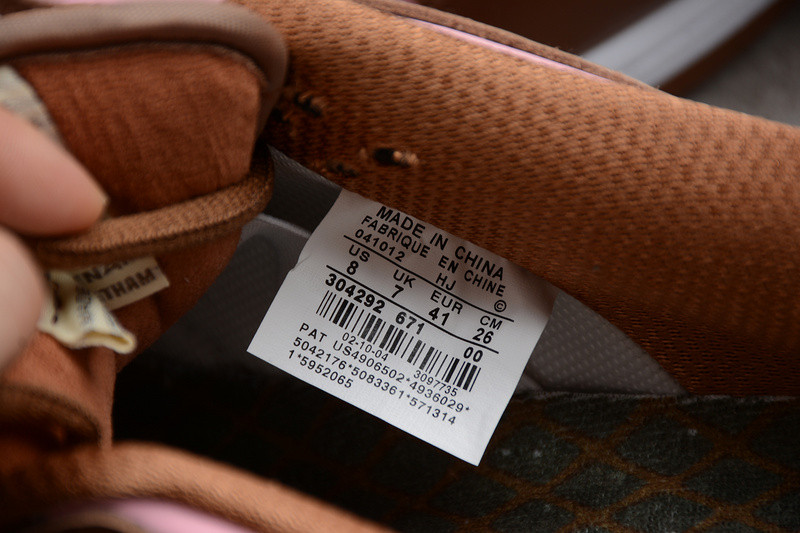 MADE IN CHINA
FABRIQUE EN CHINE
041012 HJ ©
US UK EUR CM
8 7 41 26
304292 671 00
02-10-04 3097735
PAT US4906502*4936029*
5042176*5083361*571314
1*5952065